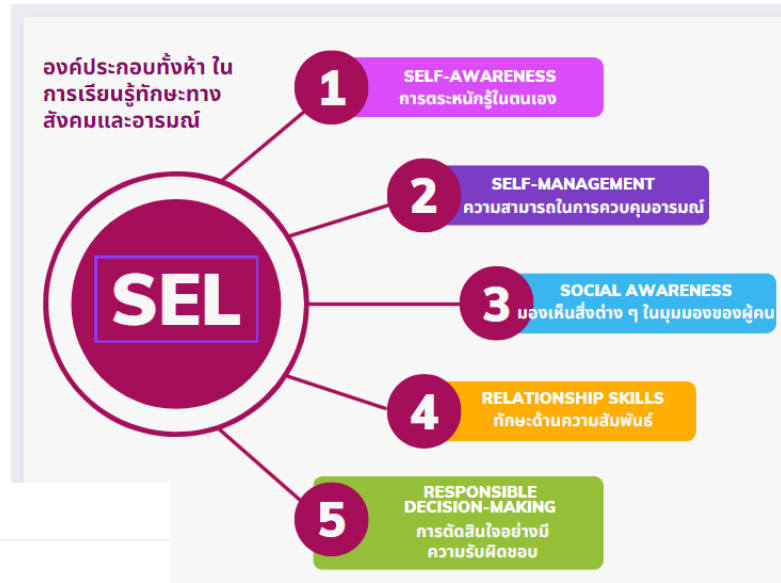 องค์ประกอบทั้งห้า ใน
การเรียนรู้ทักษะทาง
สังคมและอารมณ์
SEL
1
SELF-AWARENESS
การตระหนักรู้ในตนเอง
2
SELF-MANAGEMENT
ความสามารถในการควบคุมอารมณ์
3
SOCIAL AWARENESS
มองเห็นสิ่งต่าง ๆ ในมุมมองของผู้คน
4
RELATIONSHIP SKILLS
ทักษะด้านความสัมพันธ์
5
RESPONSIBLE
DECISION-MAKING
การตัดสินใจอย่างมี
ความรับผิดชอบ